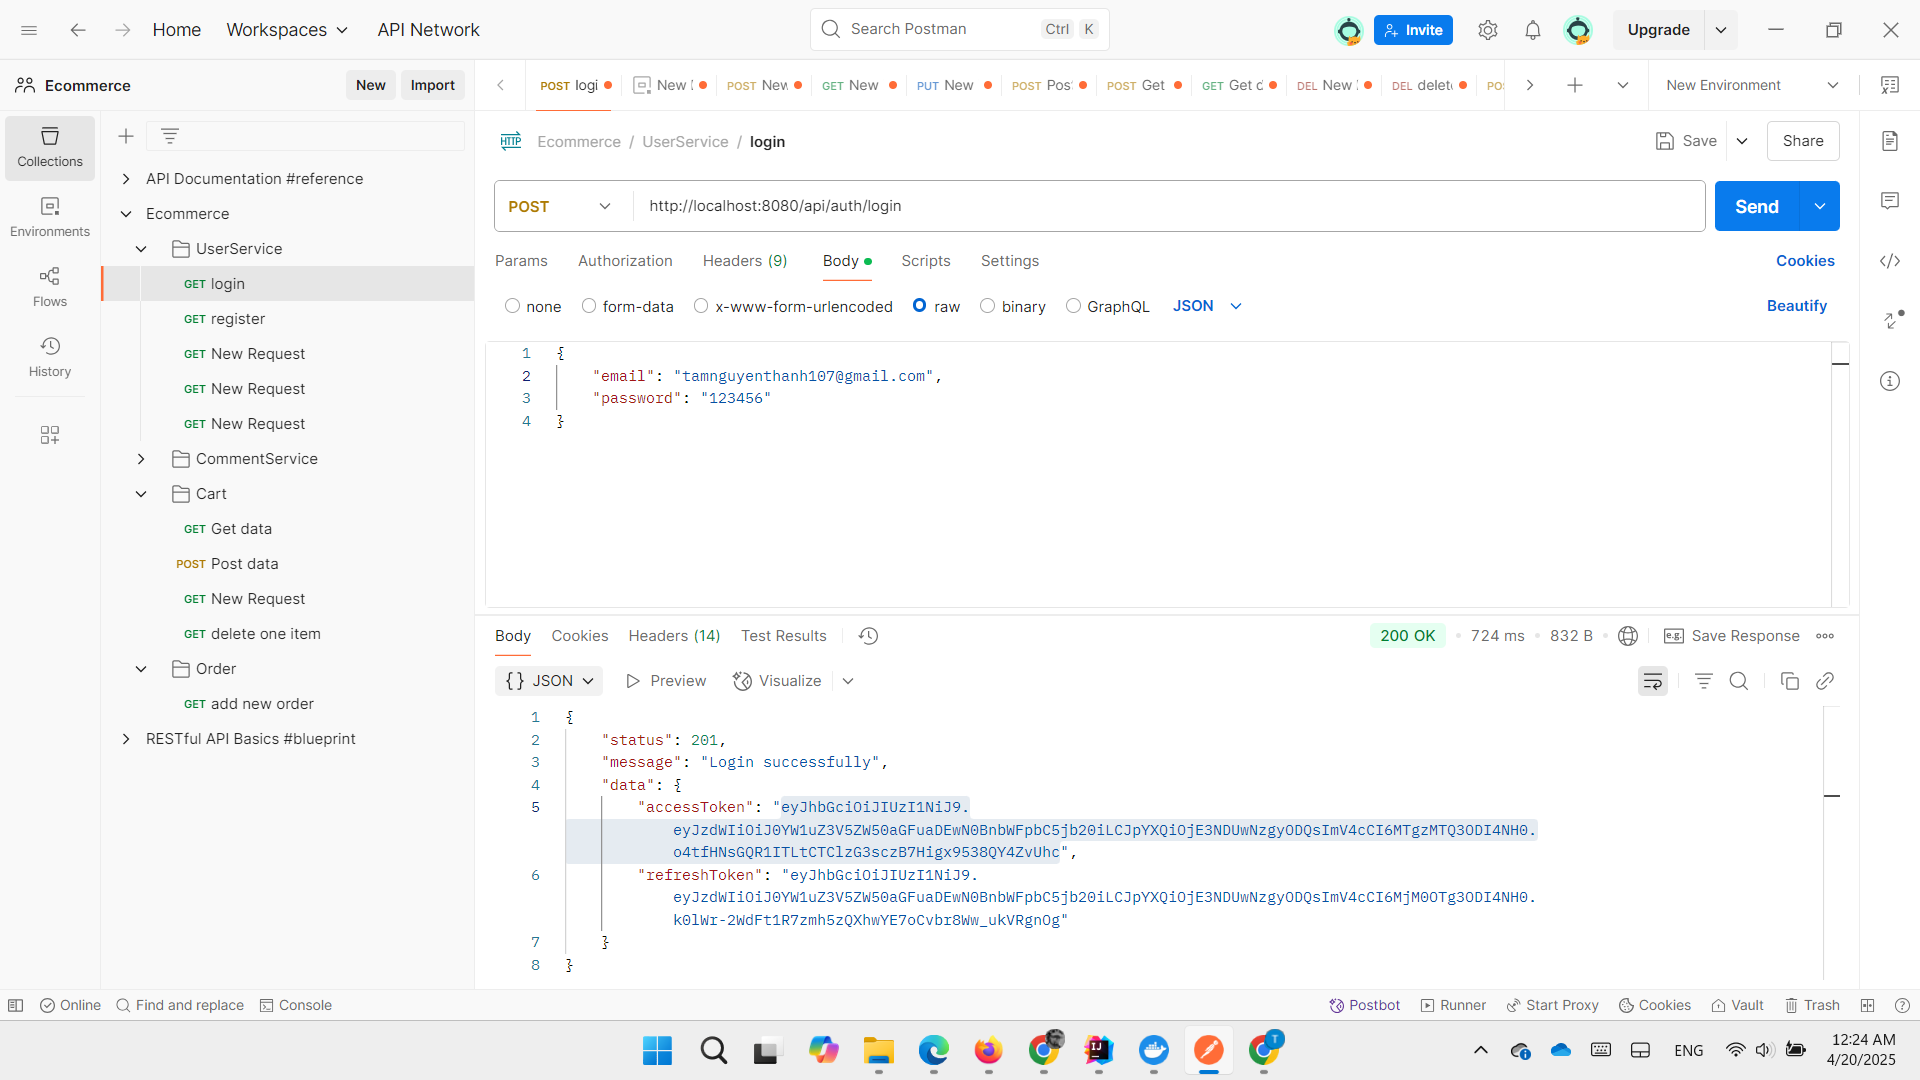 Home
Workspaces
API Network
Search Postman
Ctrl K
Invite
Upgrade
Ecommerce
New
Import
POST logi
New
POST New
GET New
PUT New
POST Pos
POST Get
GET Get d
DEL New
DEL delet
New Environment
Collections
Environments
Flows
History
API Documentation #reference
Ecommerce
UserService
GET login
GET register
GET New Request
GET New Request
GET New Request
CommentService
Cart
GET Get data
POST Post data
GET New Request
GET delete one item
Order
GET add new order
RESTful API Basics #blueprint
HTTP
Ecommerce / UserService / login
Save
Share
POST
http://localhost:8080/api/auth/login
Send
Params
Authorization
Headers (9)
Body
Scripts
Settings
Cookies
none
form-data
x-www-form-urlencoded
raw
binary
GraphQL
JSON
Beautify
1 {
2 "email": "tamnguyenthanh107@gmail.com",
3 "password": "123456"
4 }
Body
Cookies
Headers (14)
Test Results
200 OK
724 ms
832 B
e.g.
Save Response
{} JSON
Preview
Visualize
1 {
2 "status": 201,
3 "message": "Login successfully",
4 "data": {
5 "accessToken": "eyJhbGciOiJIUzI1NiJ9.
eyJzdWIiOiJ0YW1uZ3V5ZW50aGFuaDEwN0BnbWFpbC5jb20iLCJpYXQiOjE3NDUwNzgyODQsImV4cCI6MTgzMTQ3ODI4NH0.
o4tfHNsGQR1ITLtCTClzG3sczB7Higx9538QY4ZvUhc",
6 "refreshToken": "eyJhbGciOiJIUzI1NiJ9.
eyJzdWIiOiJ0YW1uZ3V5ZW50aGFuaDEwN0BnbWFpbC5jb20iLCJpYXQiOjE3NDUwNzgyODQsImV4cCI6MjM0OTg3ODI4NH0.
k0lWr-2WdFt1R7zmh5zQXhwYE7oCvbr8Ww_ukVRgnOg"
7 }
8 }
Online
Find and replace
Console
Postbot
Runner
Start Proxy
Cookies
Vault
Trash
ENG
12:24 AM
4/20/2025